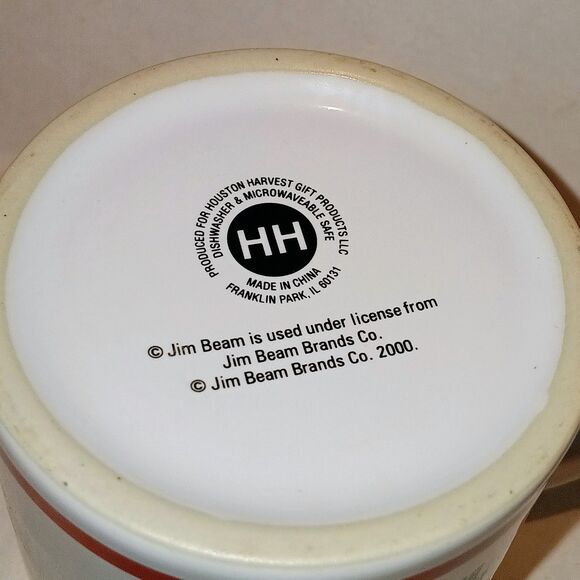 PRODUCED FOR HOUSTON HARVEST GIFT PRODUCTS LLC
DISHWASHER & MICROWAVEABLE SAFE
HH
MADE IN CHINA
FRANKLIN PARK, IL 60131
© Jim Beam is used under license from
Jim Beam Brands Co.
© Jim Beam Brands Co. 2000.